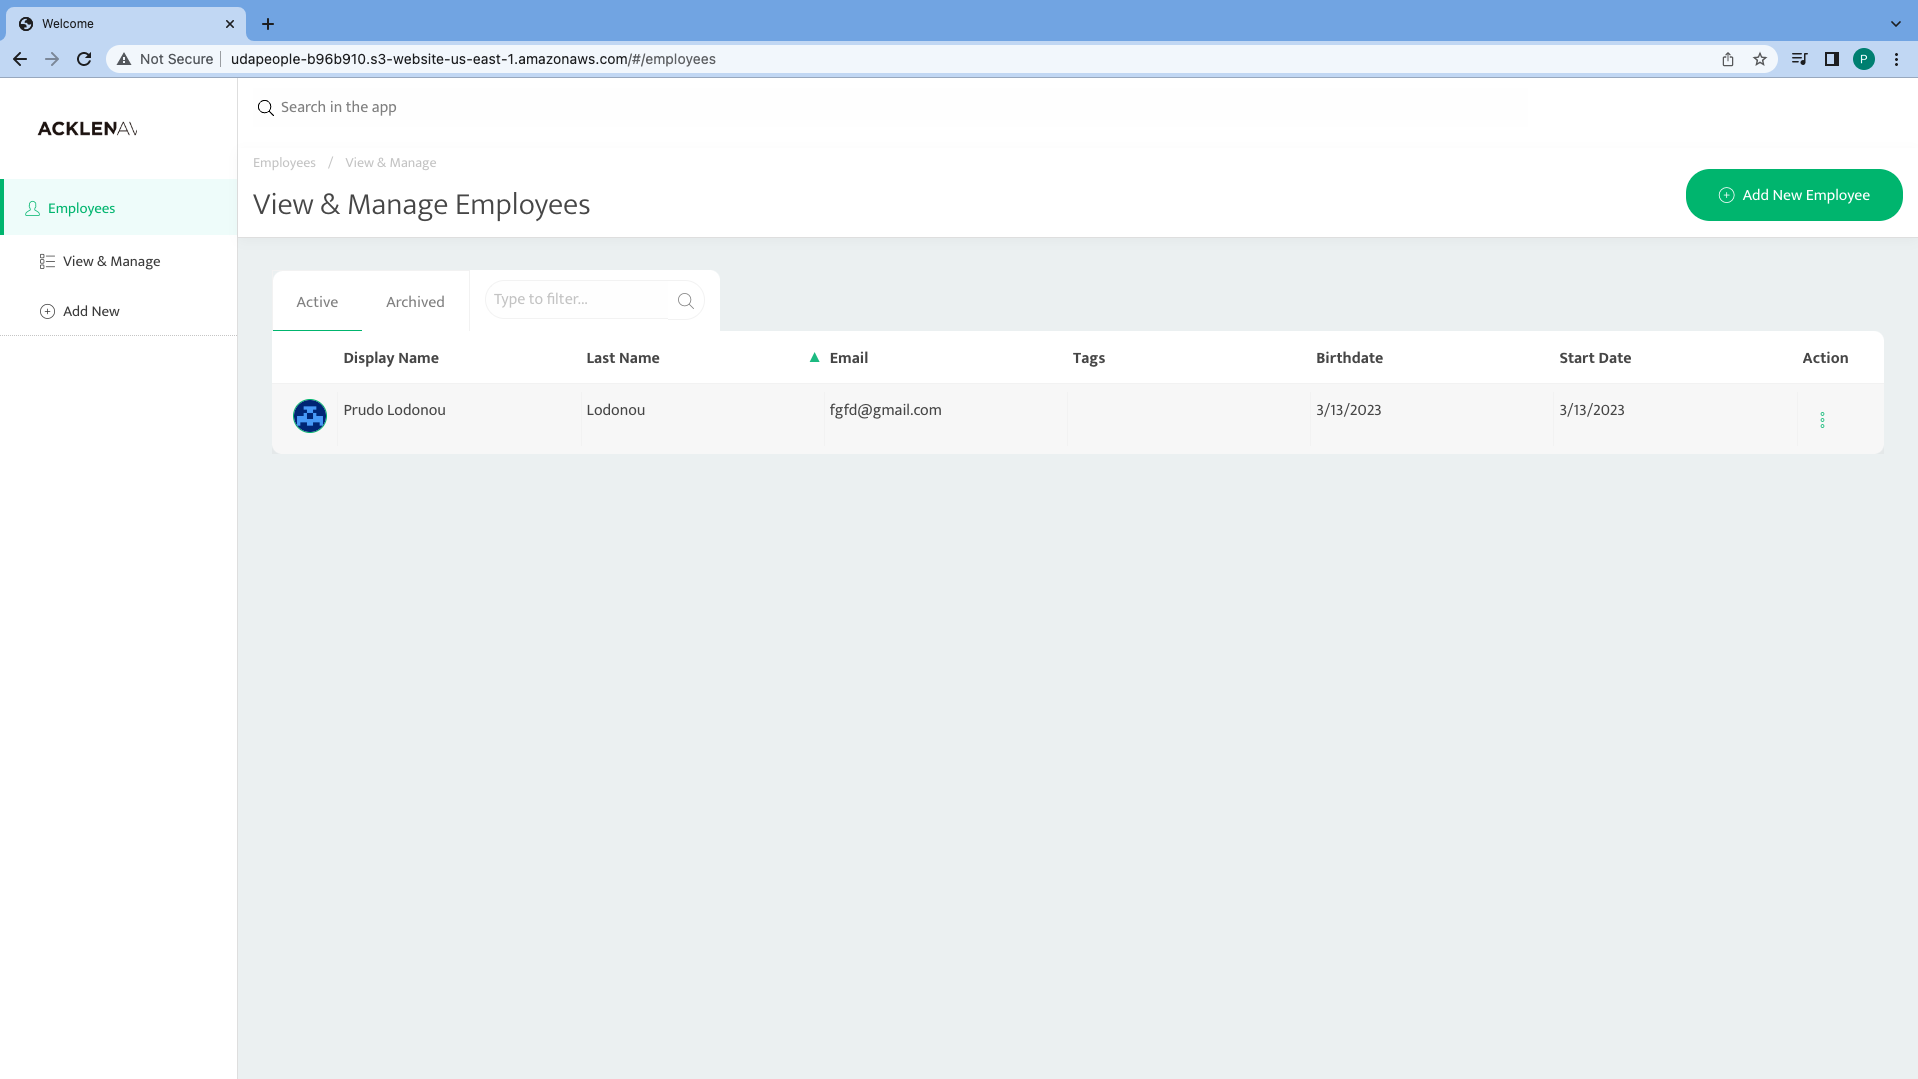 Welcome
Not Secure
udapeople-b96b910.s3-website-us-east-1.amazonaws.com/#/employees
P
ACKLENAV
Search in the app
Employees / View & Manage
View & Manage Employees
Add New Employee
Employees
View & Manage
Add New
Active
Archived
Type to filter...
Display Name Last Name Email Tags Birthdate Start Date Action
Prudo Lodonou Lodonou fgfd@gmail.com 3/13/2023 3/13/2023